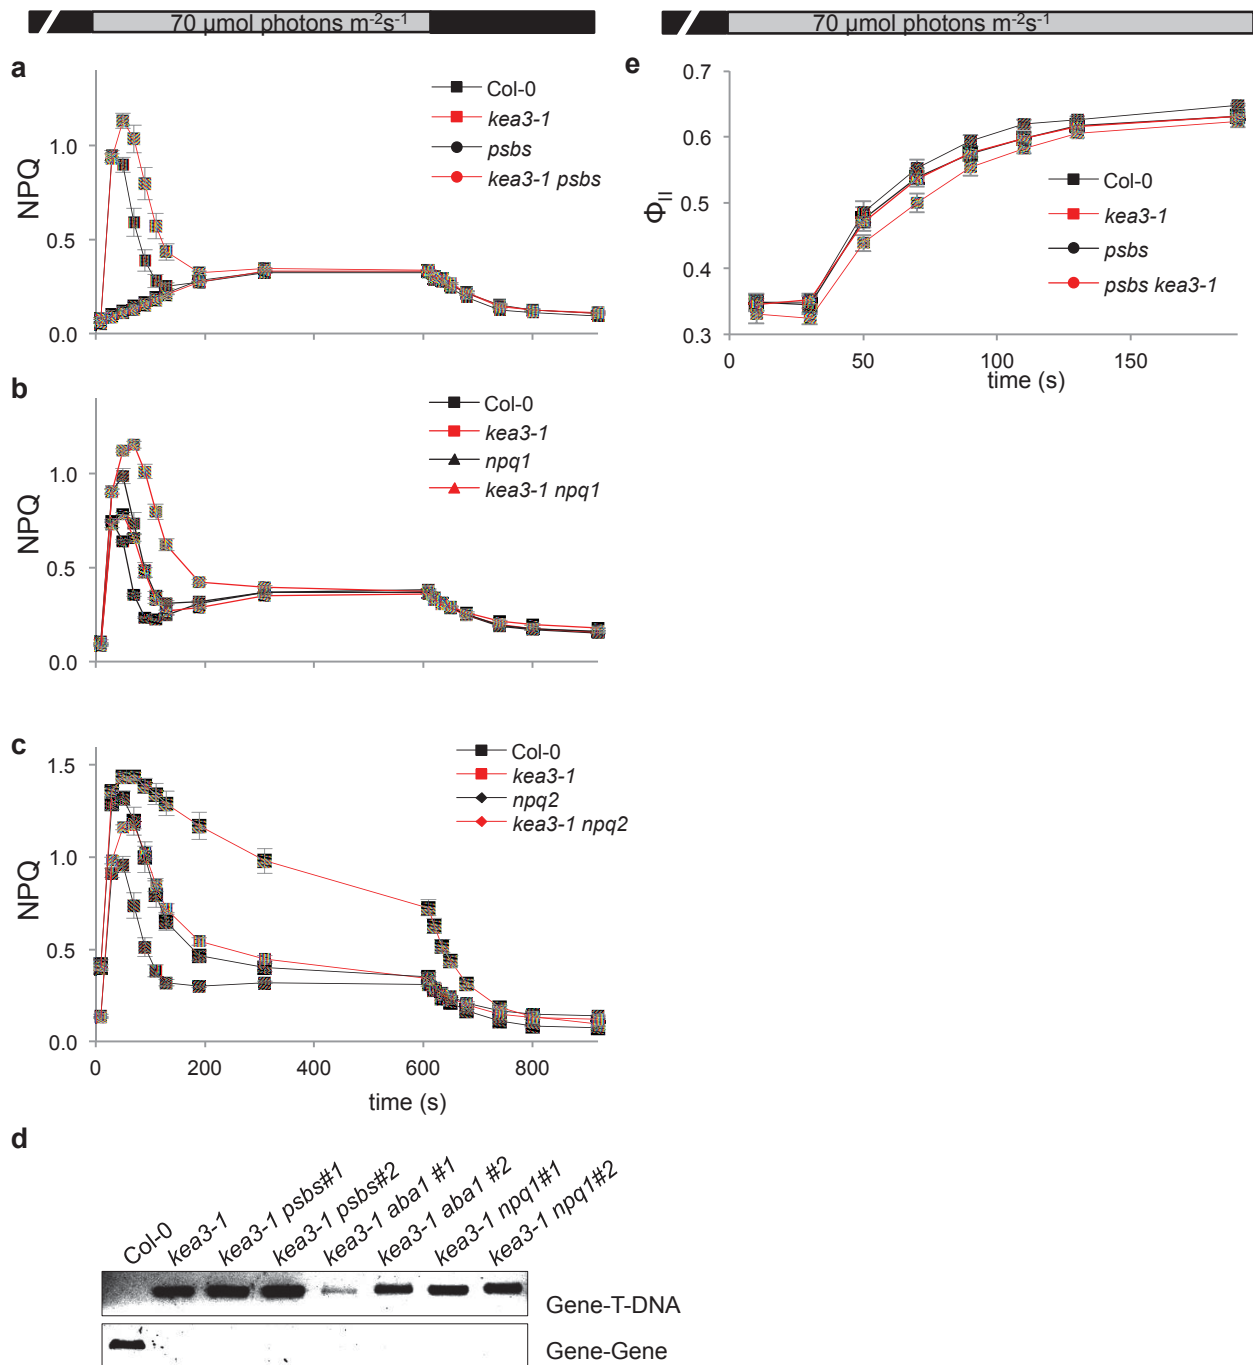 70 µmol photons m⁻²s⁻¹
a
NPQ
1.0
0.5
0.0
Col-0
kea3-1
psbs
kea3-1 psbs
b
NPQ
1.0
0.5
0.0
Col-0
kea3-1
npq1
kea3-1 npq1
c
NPQ
1.5
1.0
0.5
0.0
Col-0
kea3-1
npq2
kea3-1 npq2
0 200 400 600 800
time (s)
d
Col-0
kea3-1
kea3-1 psbs#1
kea3-1 psbs#2
kea3-1 aba1 #1
kea3-1 aba1 #2
kea3-1 npq1#1
kea3-1 npq1#2
Gene-T-DNA
Gene-Gene
70 µmol photons m⁻²s⁻¹
e
Φ_II
0.7
0.6
0.5
0.4
0.3
Col-0
kea3-1
psbs
psbs kea3-1
0 50 100 150
time (s)